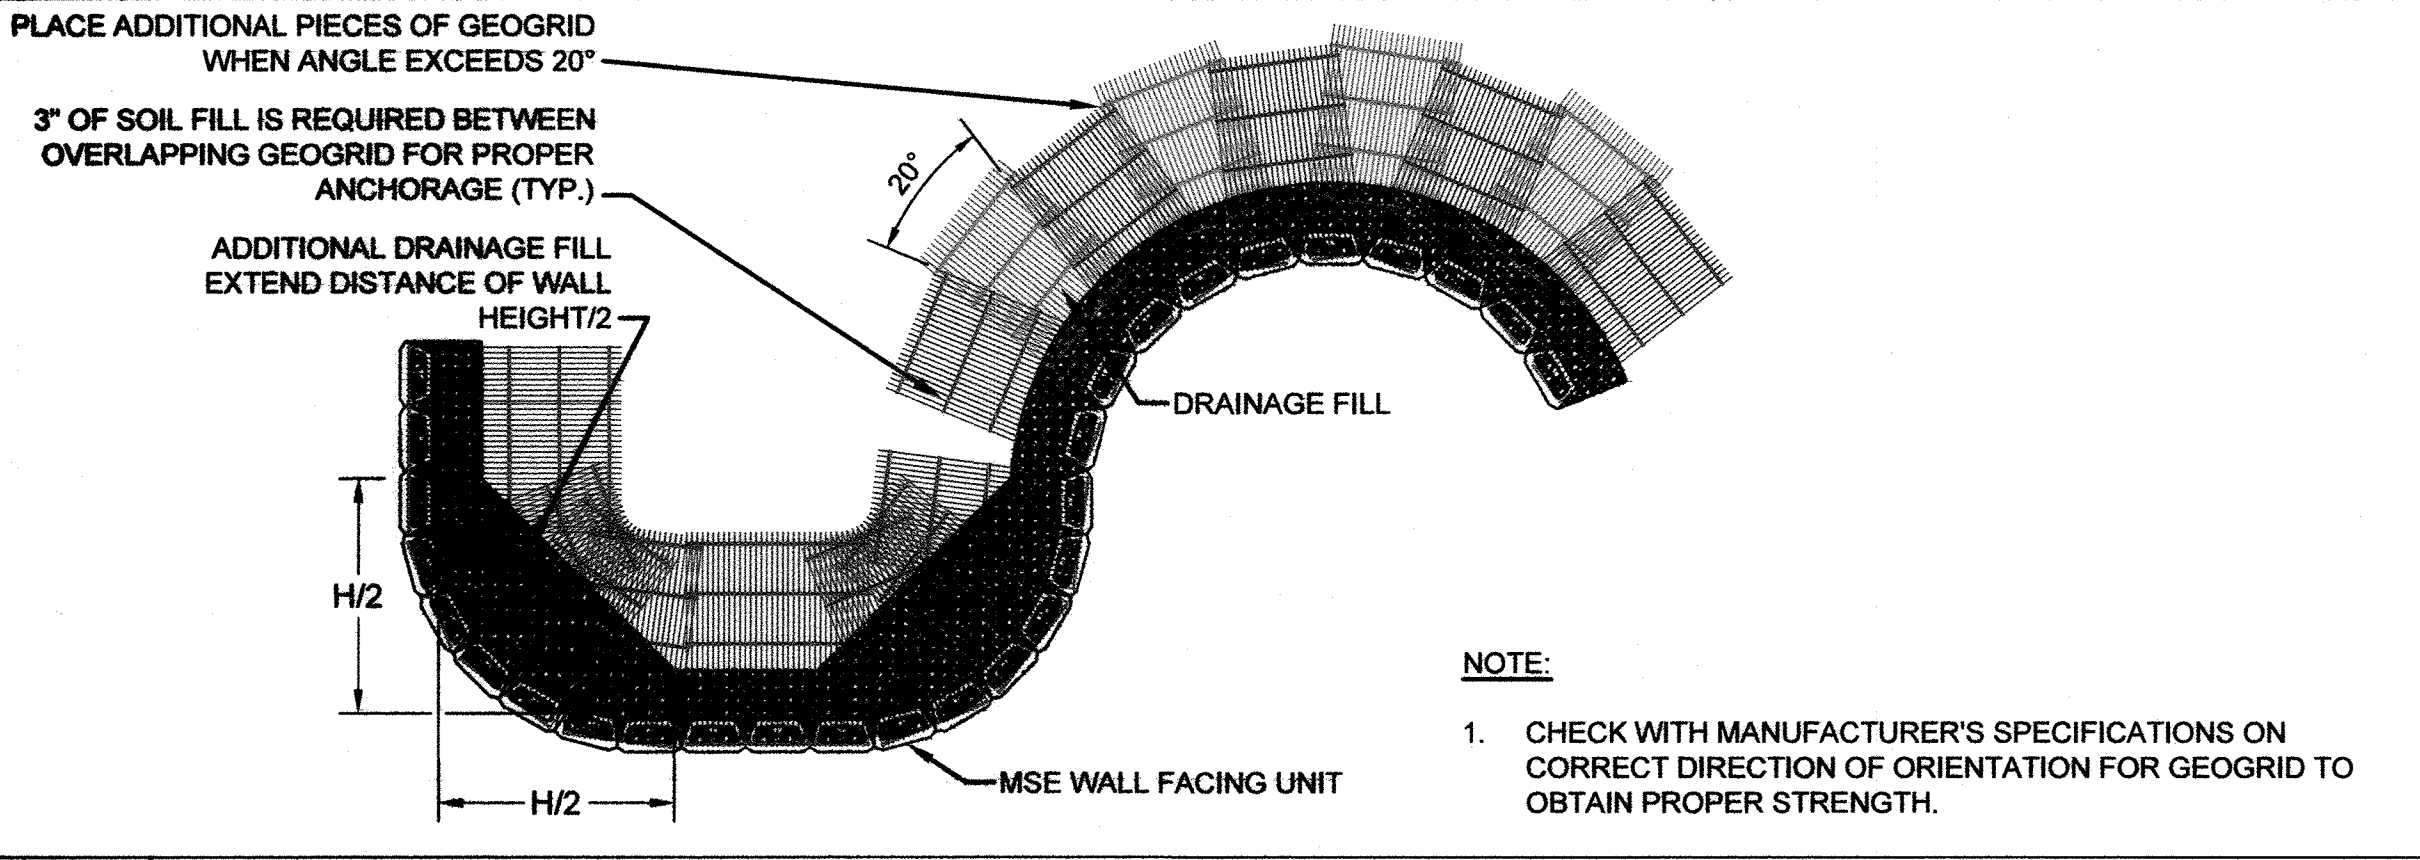 PLACE ADDITIONAL PIECES OF GEOGRID
WHEN ANGLE EXCEEDS 20°
3" OF SOIL FILL IS REQUIRED BETWEEN
OVERLAPPING GEOGRID FOR PROPER
ANCHORAGE (TYP.)
ADDITIONAL DRAINAGE FILL
EXTEND DISTANCE OF WALL
HEIGHT/2
20°
DRAINAGE FILL
H/2
H/2
MSE WALL FACING UNIT
NOTE:
1. CHECK WITH MANUFACTURER'S SPECIFICATIONS ON
CORRECT DIRECTION OF ORIENTATION FOR GEOGRID TO
OBTAIN PROPER STRENGTH.